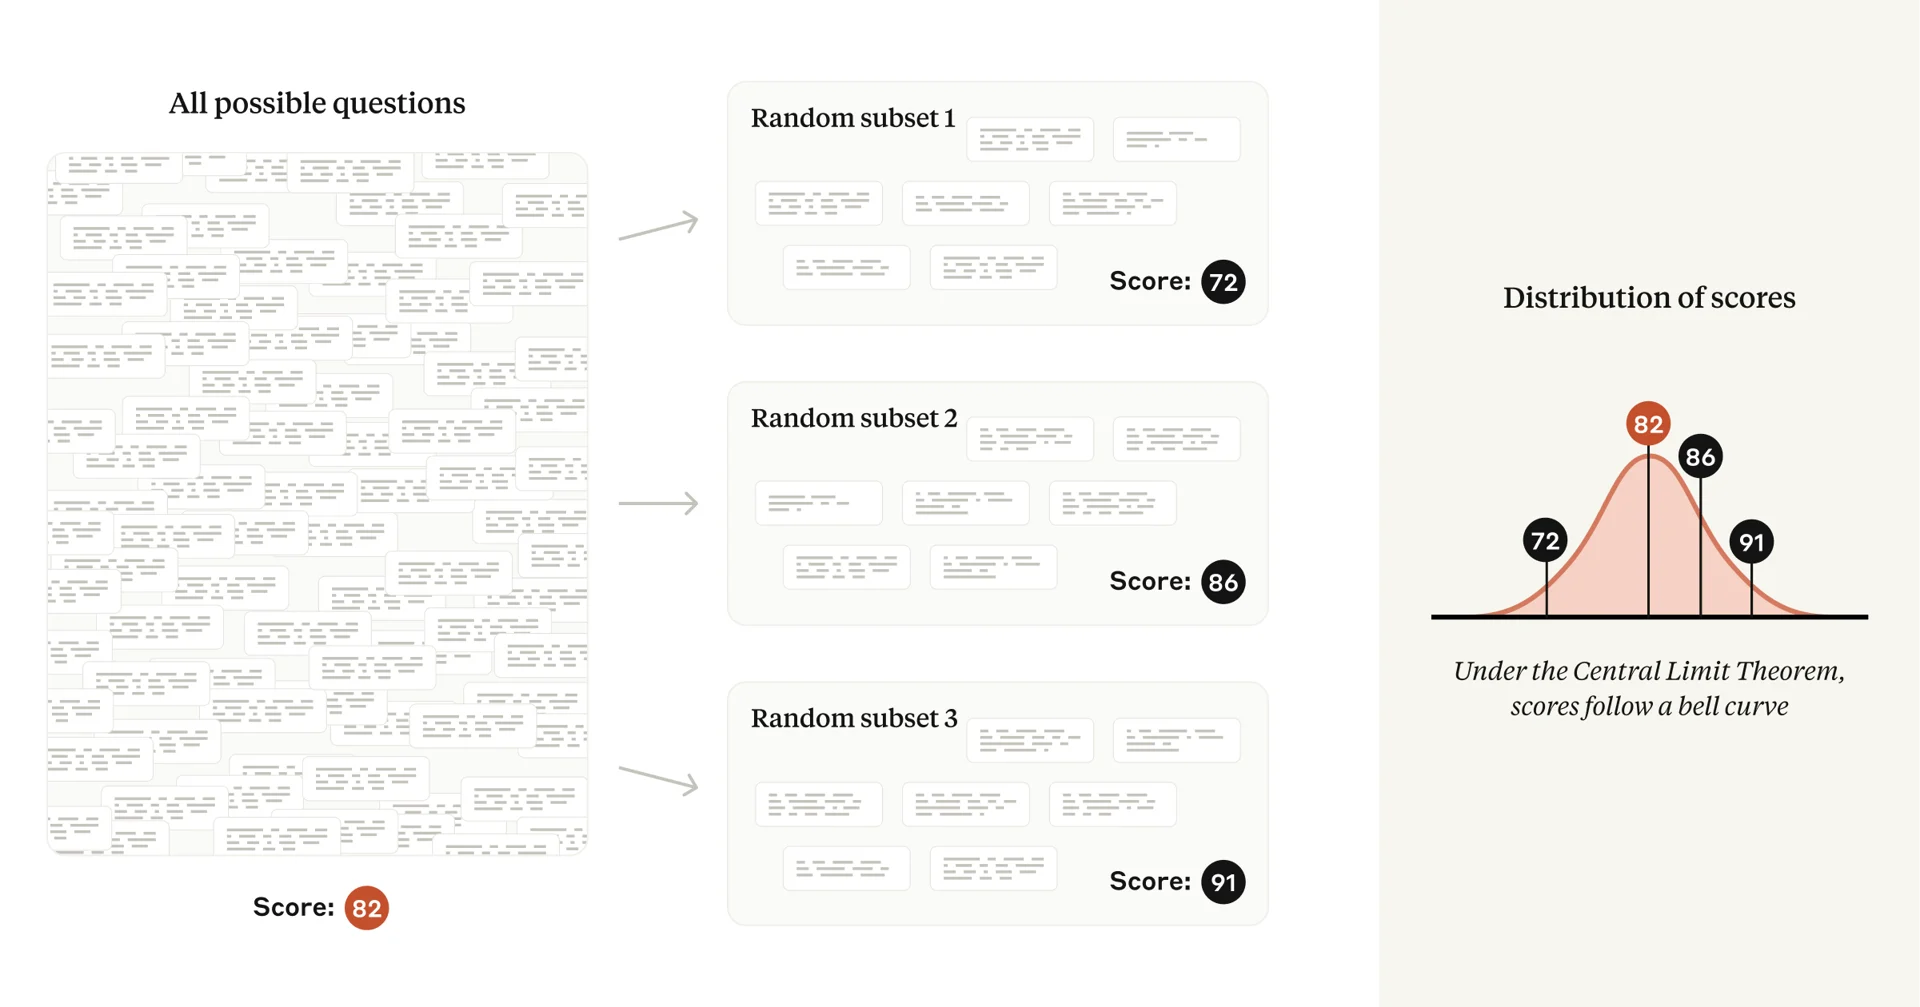 All possible questions
Score: 82
Random subset 1
Score: 72
Random subset 2
Score: 86
Random subset 3
Score: 91
Distribution of scores
82
86
72
91
Under the Central Limit Theorem,
scores follow a bell curve